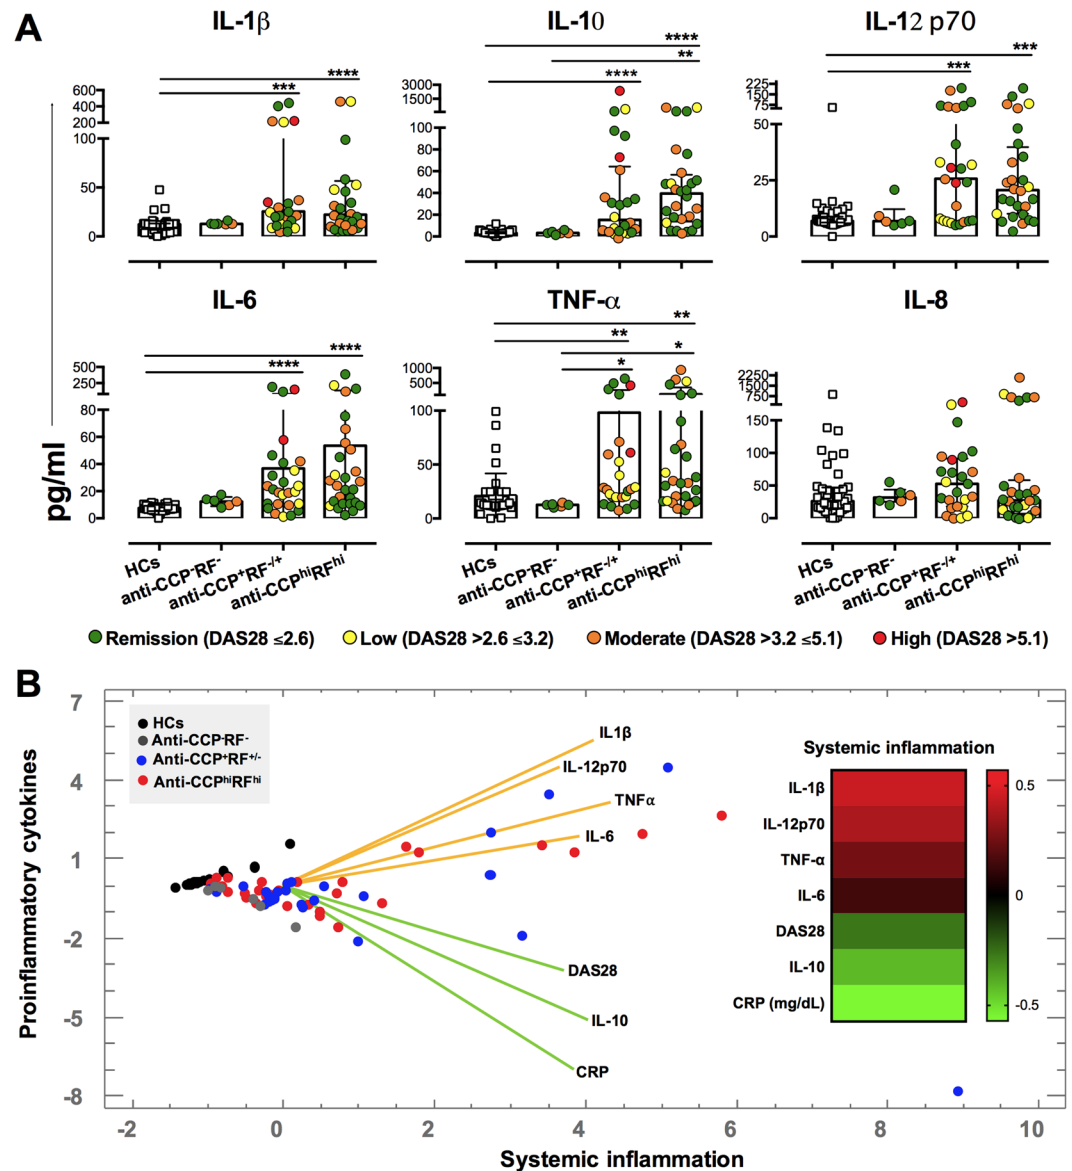 A
IL-1β
IL-10
IL-12 p70
****
***
****
**
****
***
***
600
400
200
100
50
0
3000
1500
100
80
60
40
20
0
225
150
75
50
25
0
IL-6
TNF-α
IL-8
****
****
**
**
*
*
500
250
80
60
40
20
0
1000
500
100
50
0
2250
1500
750
150
100
50
0
pg/ml
HCs
anti-CCP⁻RF⁻
anti-CCP⁺RF⁻/⁺
anti-CCPʰⁱRFʰⁱ
HCs
anti-CCP⁻RF⁻
anti-CCP⁺RF⁻/⁺
anti-CCPʰⁱRFʰⁱ
HCs
anti-CCP⁻RF⁻
anti-CCP⁺RF⁻/⁺
anti-CCPʰⁱRFʰⁱ
Remission (DAS28 ≤2.6) Low (DAS28 >2.6 ≤3.2) Moderate (DAS28 >3.2 ≤5.1) High (DAS28 >5.1)
B
Proinflammatory cytokines
7
4
1
-2
-5
-8
HCs
Anti-CCP⁻RF⁻
Anti-CCP⁺RF⁺/⁻
Anti-CCPʰⁱRFʰⁱ
IL1β
IL-12p70
TNFα
IL-6
DAS28
IL-10
CRP
Systemic inflammation
IL-1β
IL-12p70
TNF-α
IL-6
DAS28
IL-10
CRP (mg/dL)
0.5
0
-0.5
-2 0 2 4 6 8 10
Systemic inflammation